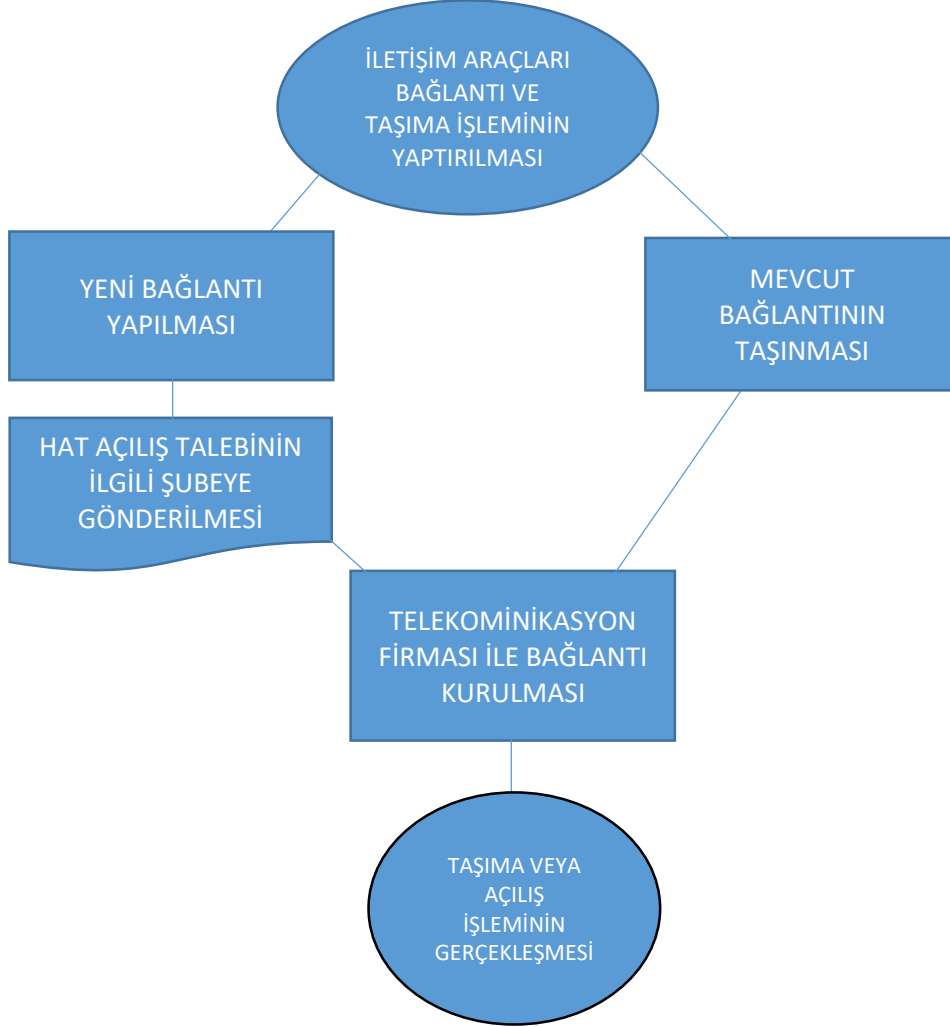 İLETİŞİM ARAÇLARI
BAĞLANTI VE
TAŞIMA İŞLEMİNİN
YAPTIRILMASI
YENİ BAĞLANTI
YAPILMASI
MEVCUT
BAĞLANTININ
TAŞINMASI
HAT AÇILIŞ TALEBİNİN
İLGİLİ ŞUBEYE
GÖNDERİLMESİ
TELEKOMİNİKASYON
FİRMASI İLE BAĞLANTI
KURULMASI
TAŞIMA VEYA
AÇILIŞ
İŞLEMİNİN
GERÇEKLEŞMESİ